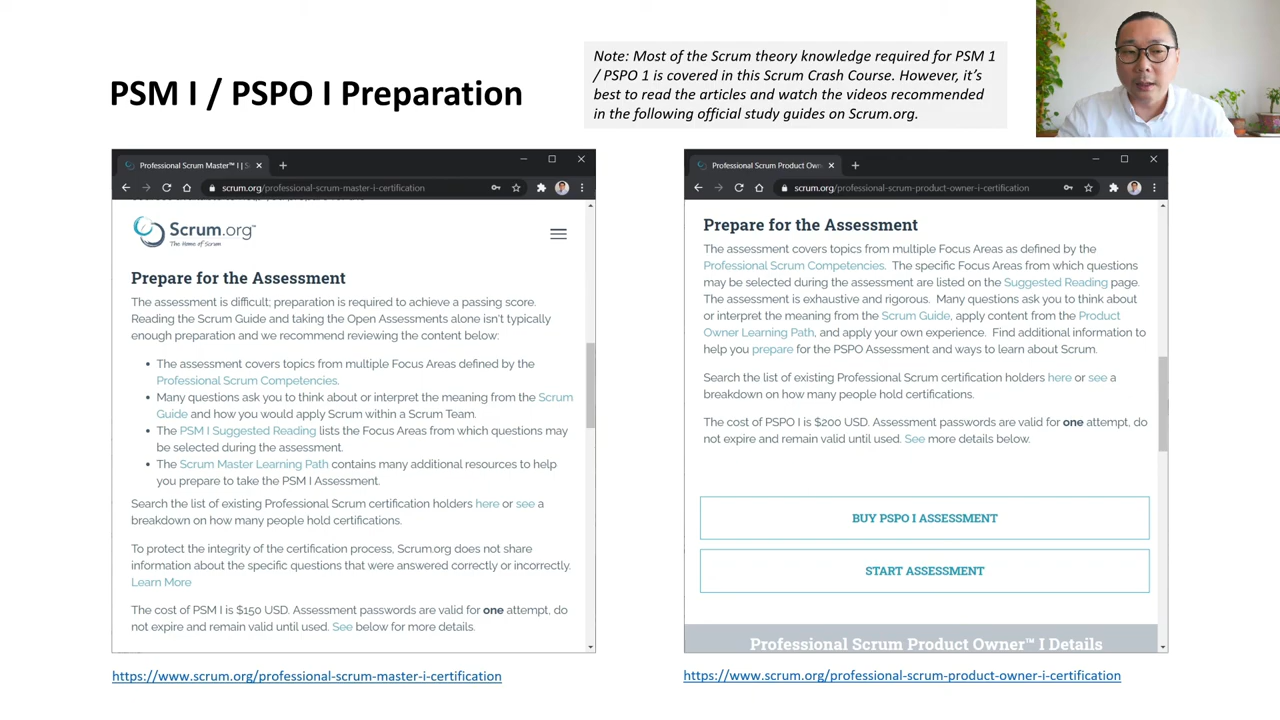 PSM I / PSPO I Preparation
Note: Most of the Scrum theory knowledge required for PSM 1
/ PSPO 1 is covered in this Scrum Crash Course. However, it's
best to read the articles and watch the videos recommended
in the following official study guides on Scrum.org.
Professional Scrum Master™ I | S
scrum.org/professional-scrum-master-i-certification
Scrum.org™
The Home of Scrum
Prepare for the Assessment
The assessment is difficult; preparation is required to achieve a passing score.
Reading the Scrum Guide and taking the Open Assessments alone isn't typically
enough preparation and we recommend reviewing the content below:
• The assessment covers topics from multiple Focus Areas defined by the
Professional Scrum Competencies.
• Many questions ask you to think about or interpret the meaning from the Scrum
Guide and how you would apply Scrum within a Scrum Team.
• The PSM I Suggested Reading lists the Focus Areas from which questions may
be selected during the assessment.
• The Scrum Master Learning Path contains many additional resources to help
you prepare to take the PSM I Assessment.
Search the list of existing Professional Scrum certification holders here or see a
breakdown on how many people hold certifications.
To protect the integrity of the certification process, Scrum.org does not share
information about the specific questions that were answered correctly or incorrectly.
Learn More
The cost of PSM I is $150 USD. Assessment passwords are valid for one attempt, do
not expire and remain valid until used. See below for more details.
https://www.scrum.org/professional-scrum-master-i-certification
Professional Scrum Product Own
scrum.org/professional-scrum-product-owner-i-certification
Prepare for the Assessment
The assessment covers topics from multiple Focus Areas as defined by the
Professional Scrum Competencies. The specific Focus Areas from which questions
may be selected during the assessment are listed on the Suggested Reading page.
The assessment is exhaustive and rigorous. Many questions ask you to think about
or interpret the meaning from the Scrum Guide, apply content from the Product
Owner Learning Path, and apply your own experience. Find additional information to
help you prepare for the PSPO Assessment and ways to learn about Scrum.
Search the list of existing Professional Scrum certification holders here or see a
breakdown on how many people hold certifications.
The cost of PSPO I is $200 USD. Assessment passwords are valid for one attempt, do
not expire and remain valid until used. See more details below.
BUY PSPO I ASSESSMENT
START ASSESSMENT
Professional Scrum Product Owner™ I Details
https://www.scrum.org/professional-scrum-product-owner-i-certification